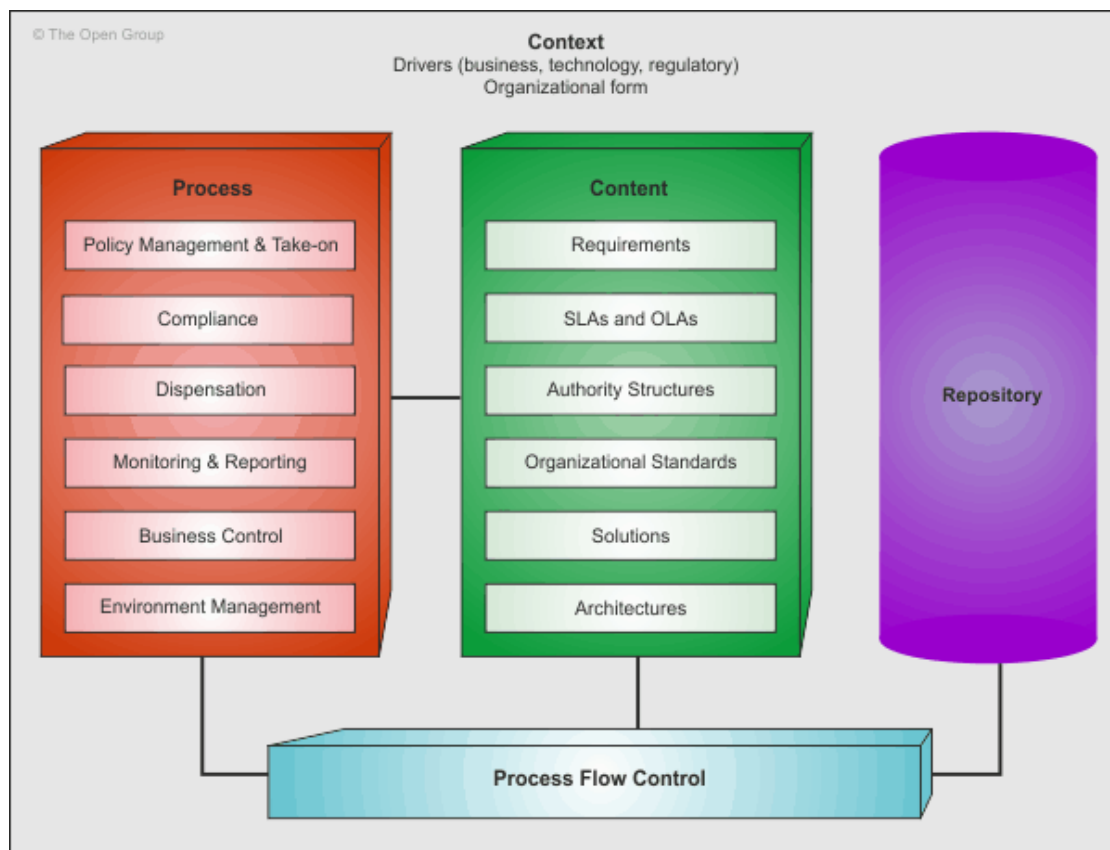 © The Open Group
Context
Drivers (business, technology, regulatory)
Organizational form
Process
Policy Management & Take-on
Compliance
Dispensation
Monitoring & Reporting
Business Control
Environment Management
Content
Requirements
SLAs and OLAs
Authority Structures
Organizational Standards
Solutions
Architectures
Repository
Process Flow Control